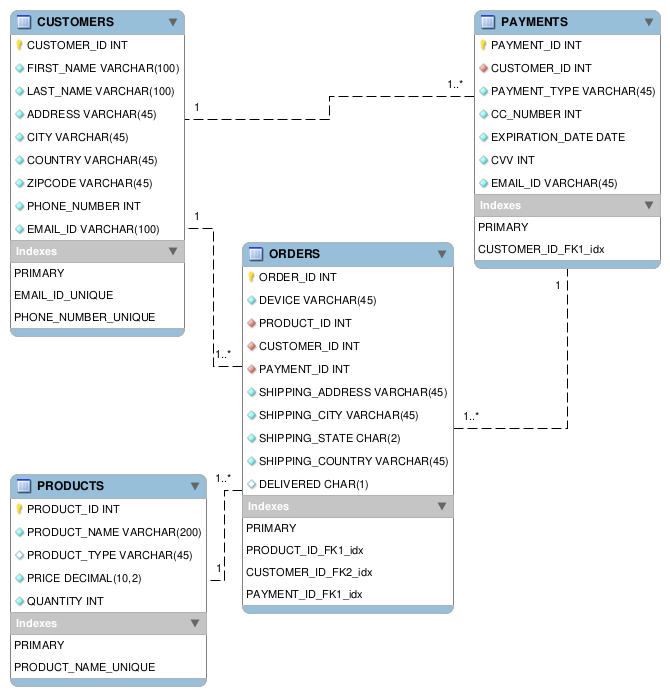 CUSTOMERS
CUSTOMER_ID INT
FIRST_NAME VARCHAR(100)
LAST_NAME VARCHAR(100)
ADDRESS VARCHAR(45)
CITY VARCHAR(45)
COUNTRY VARCHAR(45)
ZIPCODE VARCHAR(45)
PHONE_NUMBER INT
EMAIL_ID VARCHAR(100)
Indexes
PRIMARY
EMAIL_ID_UNIQUE
PHONE_NUMBER_UNIQUE
1
1..*
PAYMENTS
PAYMENT_ID INT
CUSTOMER_ID INT
PAYMENT_TYPE VARCHAR(45)
CC_NUMBER INT
EXPIRATION_DATE DATE
CVV INT
EMAIL_ID VARCHAR(45)
Indexes
PRIMARY
CUSTOMER_ID_FK1_idx
1
1..*
ORDERS
ORDER_ID INT
DEVICE VARCHAR(45)
PRODUCT_ID INT
CUSTOMER_ID INT
PAYMENT_ID INT
SHIPPING_ADDRESS VARCHAR(45)
SHIPPING_CITY VARCHAR(45)
SHIPPING_STATE CHAR(2)
SHIPPING_COUNTRY VARCHAR(45)
DELIVERED CHAR(1)
Indexes
PRIMARY
PRODUCT_ID_FK1_idx
CUSTOMER_ID_FK2_idx
PAYMENT_ID_FK1_idx
1
1..*
PRODUCTS
PRODUCT_ID INT
PRODUCT_NAME VARCHAR(200)
PRODUCT_TYPE VARCHAR(45)
PRICE DECIMAL(10,2)
QUANTITY INT
Indexes
PRIMARY
PRODUCT_NAME_UNIQUE
1..*
1